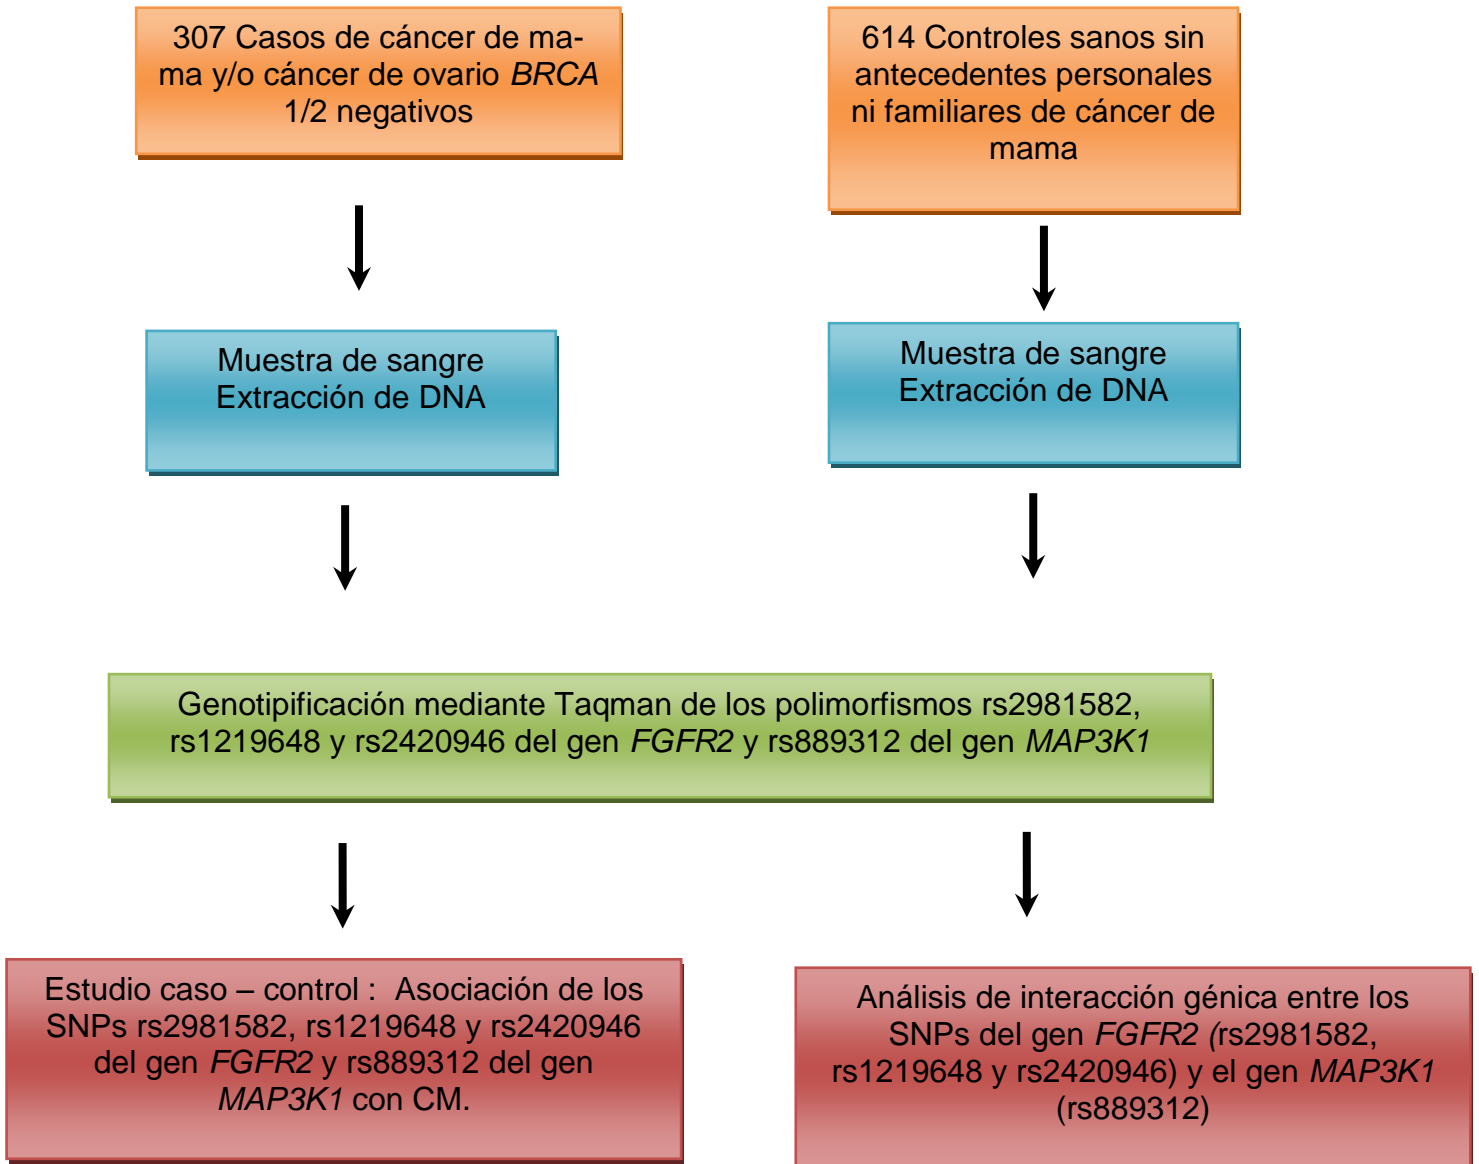 307 Casos de cáncer de ma-
ma y/o cáncer de ovario BRCA
1/2 negativos
614 Controles sanos sin
antecedentes personales
ni familiares de cáncer de
mama
Muestra de sangre
Extracción de DNA
Muestra de sangre
Extracción de DNA
Genotipificación mediante Taqman de los polimorfismos rs2981582,
rs1219648 y rs2420946 del gen FGFR2 y rs889312 del gen MAP3K1
Estudio caso – control : Asociación de los
SNPs rs2981582, rs1219648 y rs2420946
del gen FGFR2 y rs889312 del gen
MAP3K1 con CM.
Análisis de interacción génica entre los
SNPs del gen FGFR2 (rs2981582,
rs1219648 y rs2420946) y el gen MAP3K1
(rs889312)